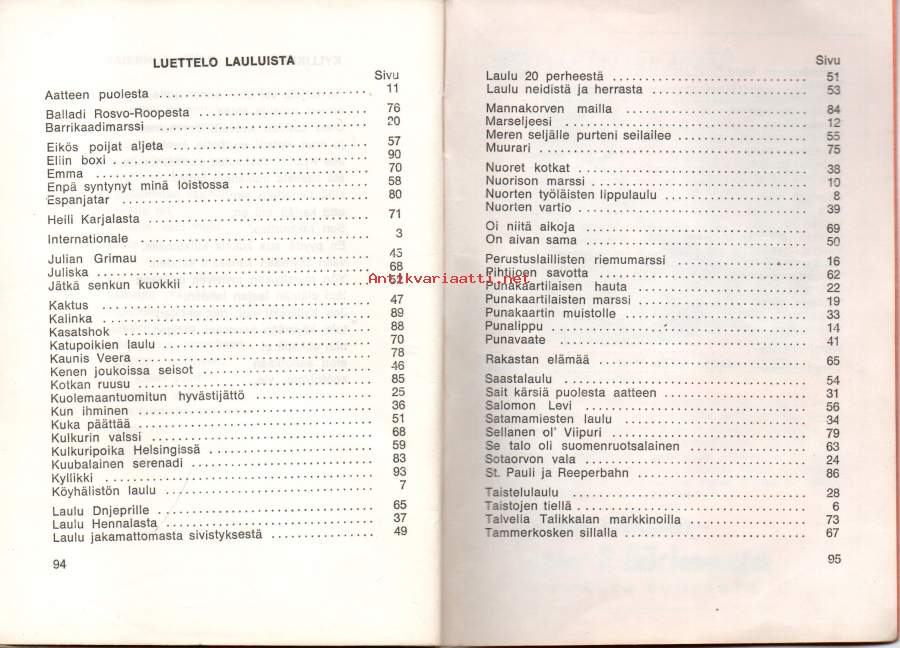 LUETTELO LAULUISTA
Sivu
Aatteen puolesta 11
Balladi Rosvo-Roopesta 76
Barrikaadimarssi 20
Eikös poijat aljeta 57
Eliin boxi 90
Emma 70
Enpä syntynyt minä loistossa 58
Espanjatar 80
Heili Karjalasta 71
Internationale 3
Julian Grimau 45
Juliska 68
Jätkä senkun kuokkii 52
Kaktus 47
Kalinka 89
Kasatshok 88
Katupoikien laulu 70
Kaunis Veera 78
Kenen joukoissa seisot 46
Kotkan ruusu 85
Kuolemaantuomitun hyvästijättö 25
Kun ihminen 36
Kuka päättää 51
Kulkurin valssi 68
Kulkuripoika Helsingissä 59
Kuubalainen serenadi 83
Kyllikki 93
Köyhälistön laulu 7
Laulu Dnjeprille 65
Laulu Hennalasta 37
Laulu jakamattomasta sivistyksestä 49
94
Sivu
Laulu 20 perheestä 51
Laulu neidistä ja herrasta 53
Mannakorven mailla 84
Marseljeesi 12
Meren seljälle purteni seilailee 55
Muurari 75
Nuoret kotkat 38
Nuorison marssi 10
Nuorten työläisten lippulaulu 8
Nuorten vartio 39
Oi niitä aikoja 69
On aivan sama 50
Perustuslaillisten riemumarssi 16
Pihtijoen savotta 62
Punakaartilaisen hauta 22
Punakaartilaisten marssi 19
Punakaartin muistolle 33
Punalippu 14
Punavaate 41
Rakastan elämää 65
Saastalaulu 54
Sait kärsiä puolesta aatteen 31
Salomon Levi 56
Satamamiesten laulu 34
Sellanen ol' Viipuri 79
Se talo oli suomenruotsalainen 63
Sotaorvon vala 24
St. Pauli ja Reeperbahn 86
Taistelulaulu 28
Taistojen tiellä 6
Talvelia Talikkalan markkinoilla 73
Tammerkosken sillalla 67
95
Antikvariaatti.net